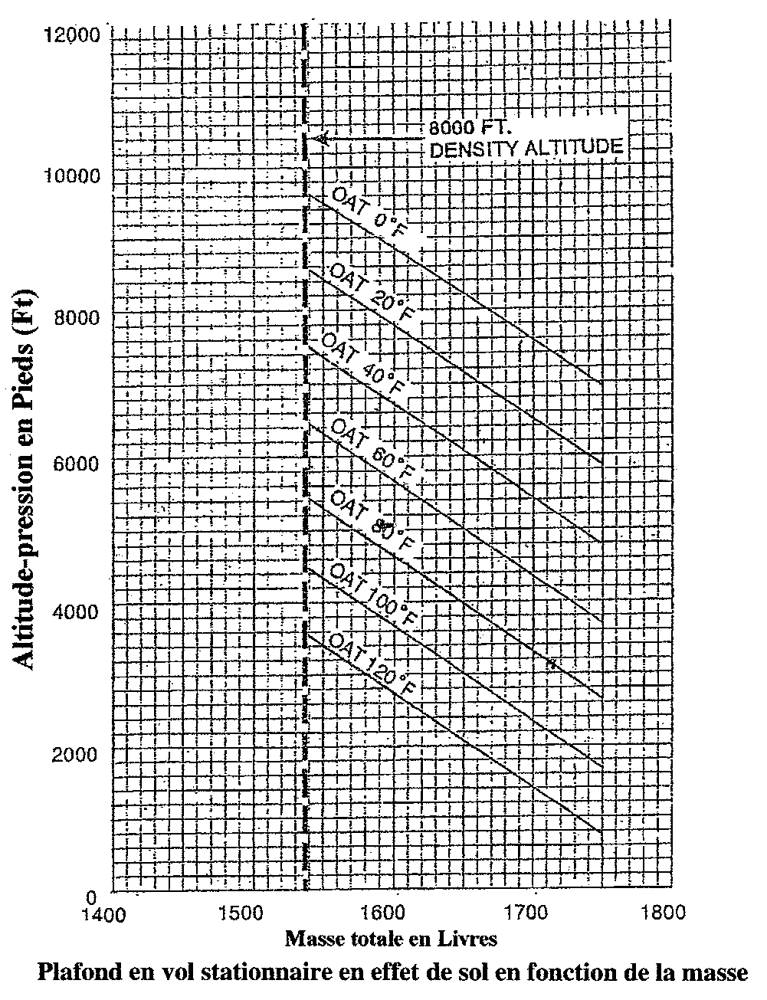 12000
8000 FT.
DENSITY ALTITUDE
10000
OAT 0°F
OAT 20°F
8000
OAT 40°F
OAT 60°F
6000
OAT 80°F
OAT 100°F
4000
OAT 120°F
2000
0
Altitude-pression en Pieds (Ft)
1400 1500 1600 1700 1800
Masse totale en Livres
Plafond en vol stationnaire en effet de sol en fonction de la masse